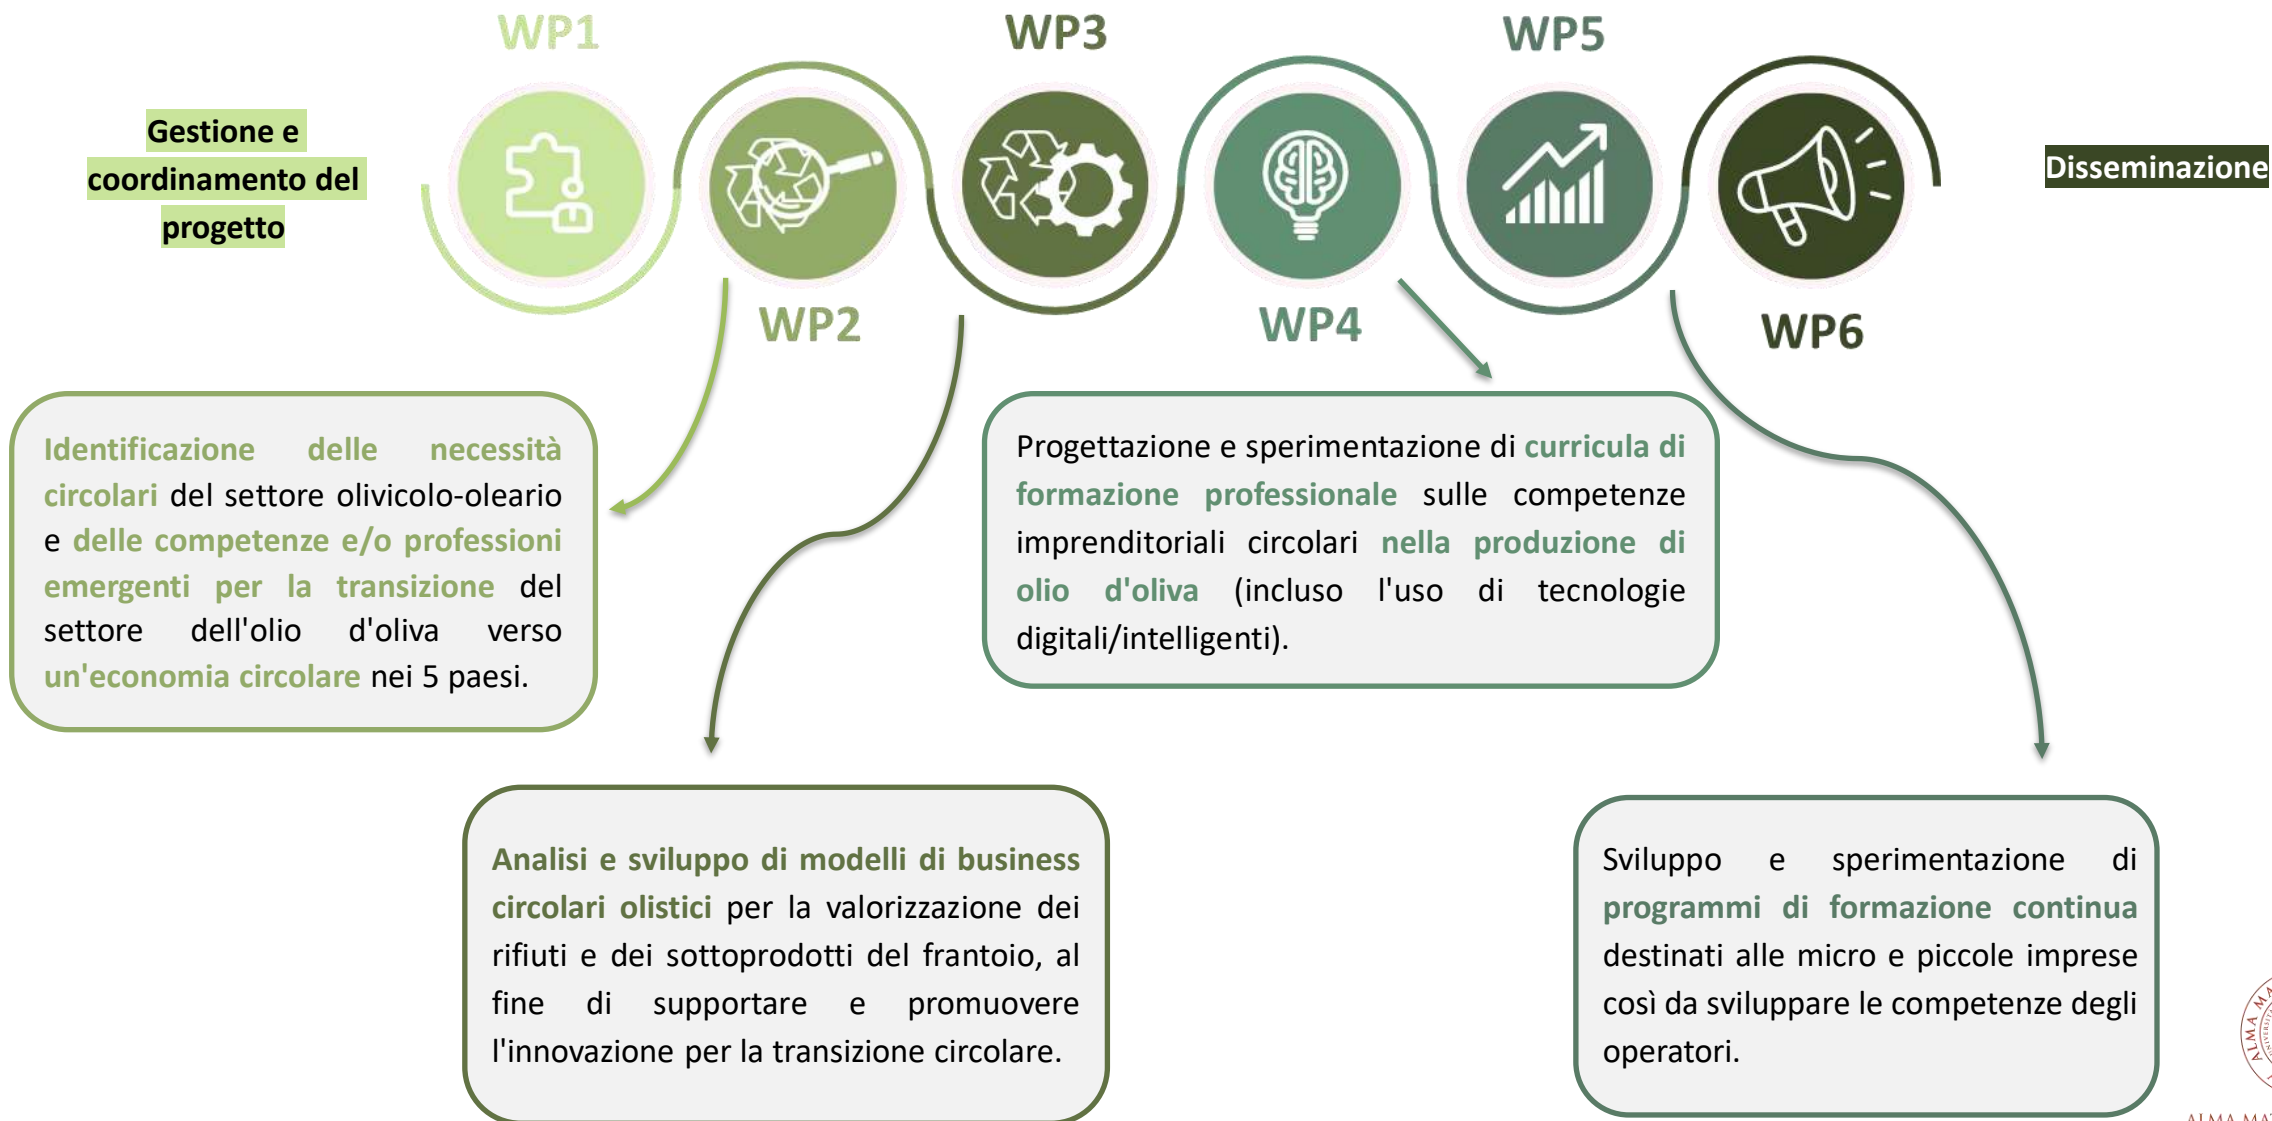 WP1
WP3
WP5
Gestione e
coordinamento del
progetto
Disseminazione
WP2
WP4
WP6
Identificazione delle necessità
circolari del settore olivicolo-oleario
e delle competenze e/o professioni
emergenti per la transizione del
settore dell'olio d'oliva verso
un'economia circolare nei 5 paesi.
Progettazione e sperimentazione di curricula di
formazione professionale sulle competenze
imprenditoriali circolari nella produzione di
olio d'oliva (incluso l'uso di tecnologie
digitali/intelligenti).
Analisi e sviluppo di modelli di business
circolari olistici per la valorizzazione dei
rifiuti e dei sottoprodotti del frantoio, al
fine di supportare e promuovere
l'innovazione per la transizione circolare.
Sviluppo e sperimentazione di
programmi di formazione continua
destinati alle micro e piccole imprese
così da sviluppare le competenze degli
operatori.
ALMA